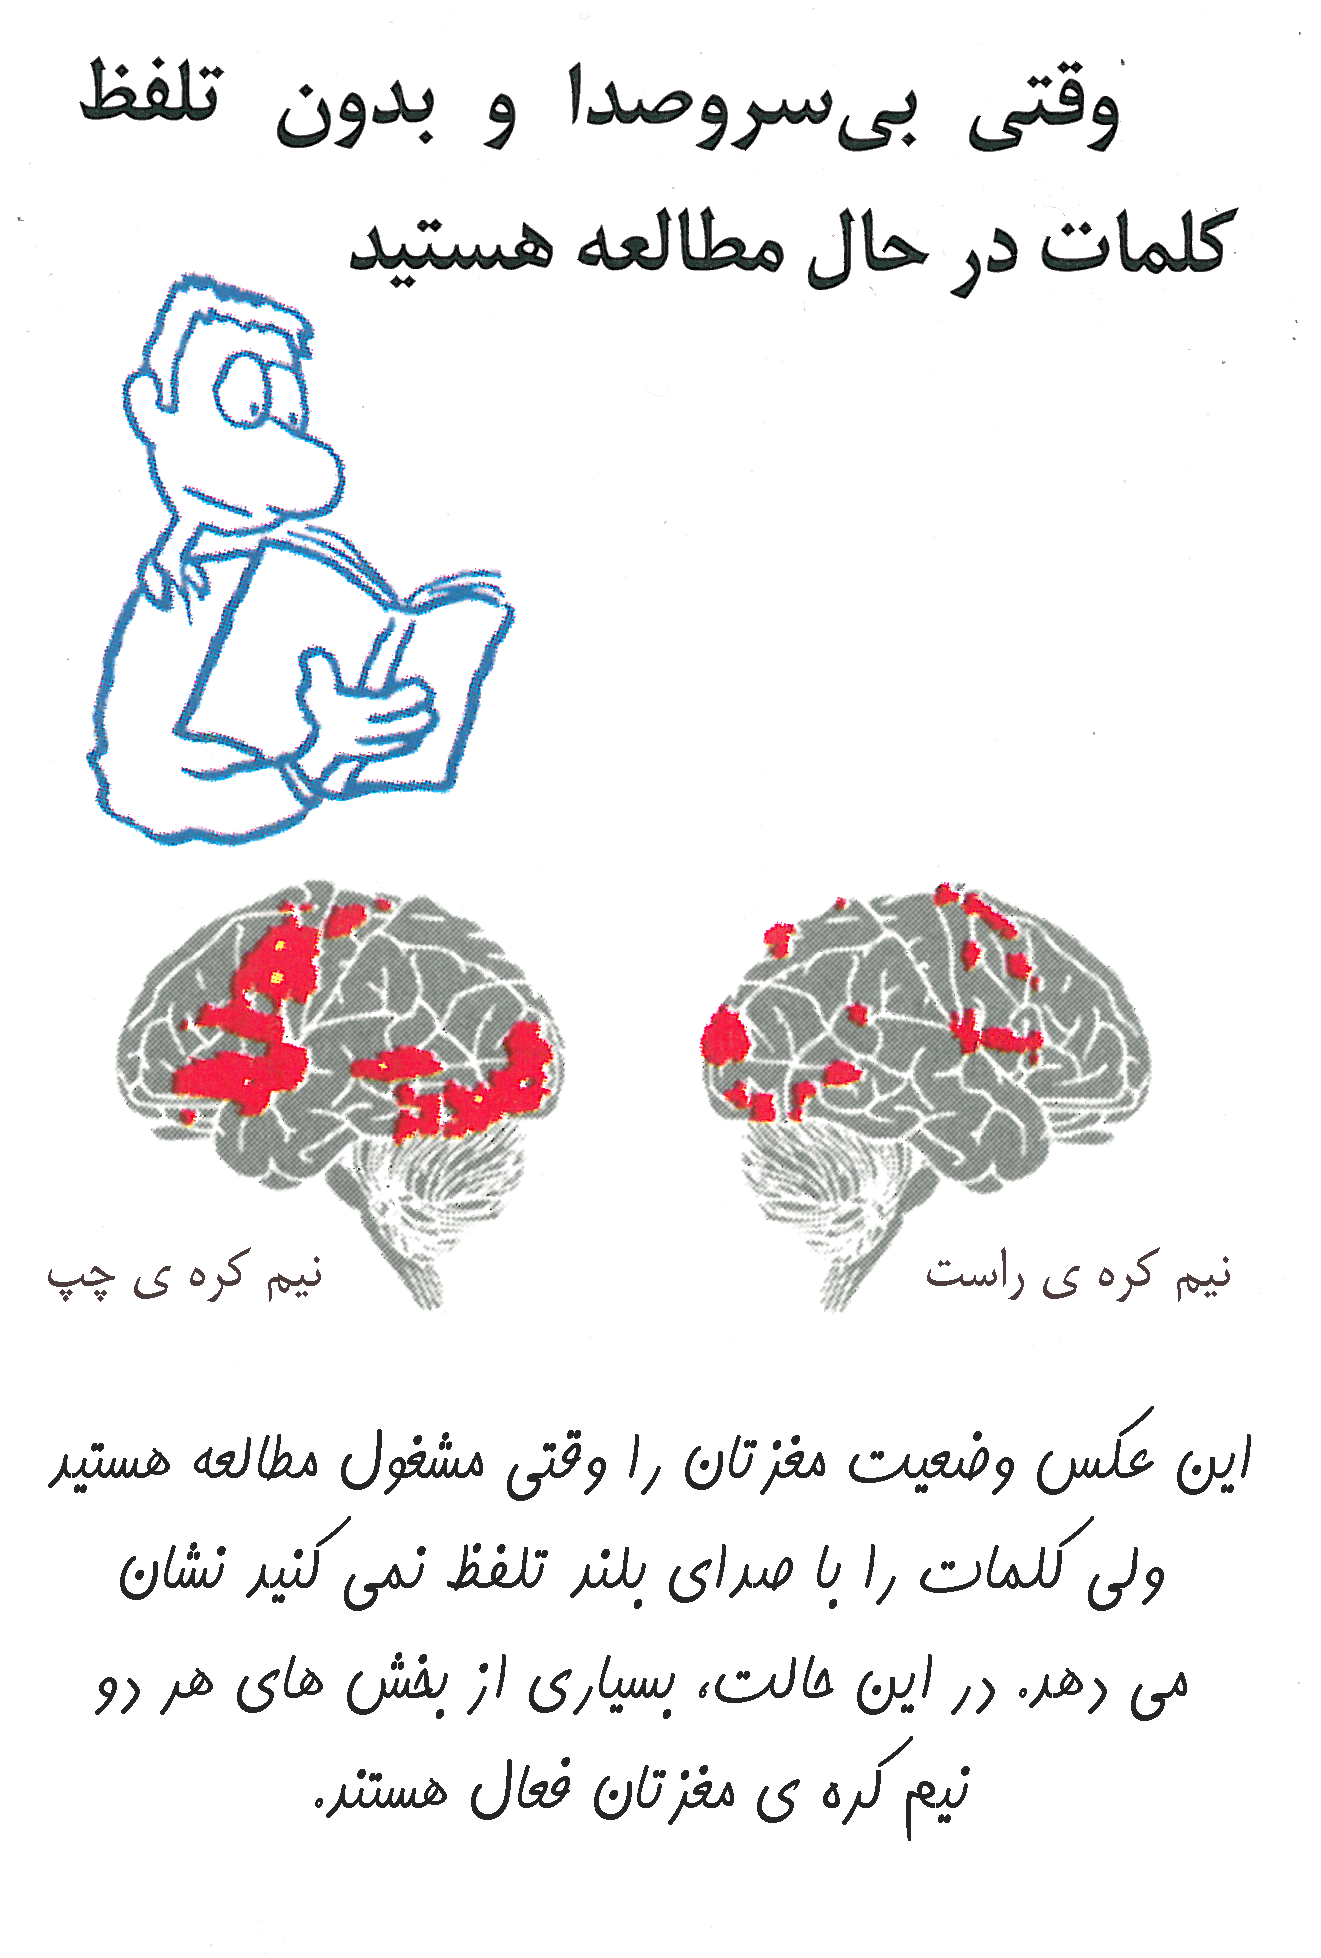 وقتی بی‌سروصدا و بدون تلفظ
کلمات در حال مطالعه هستید
نیم کره ی چپ
نیم کره ی راست
این عکس وضعیت مغزتان را وقتی مشغول مطالعه هستید
ولی کلمات را با صدای بلند تلفظ نمی کنید نشان
می دهد. در این حالت، بسیاری از بخش های هر دو
نیم کره ی مغزتان فعال هستند.